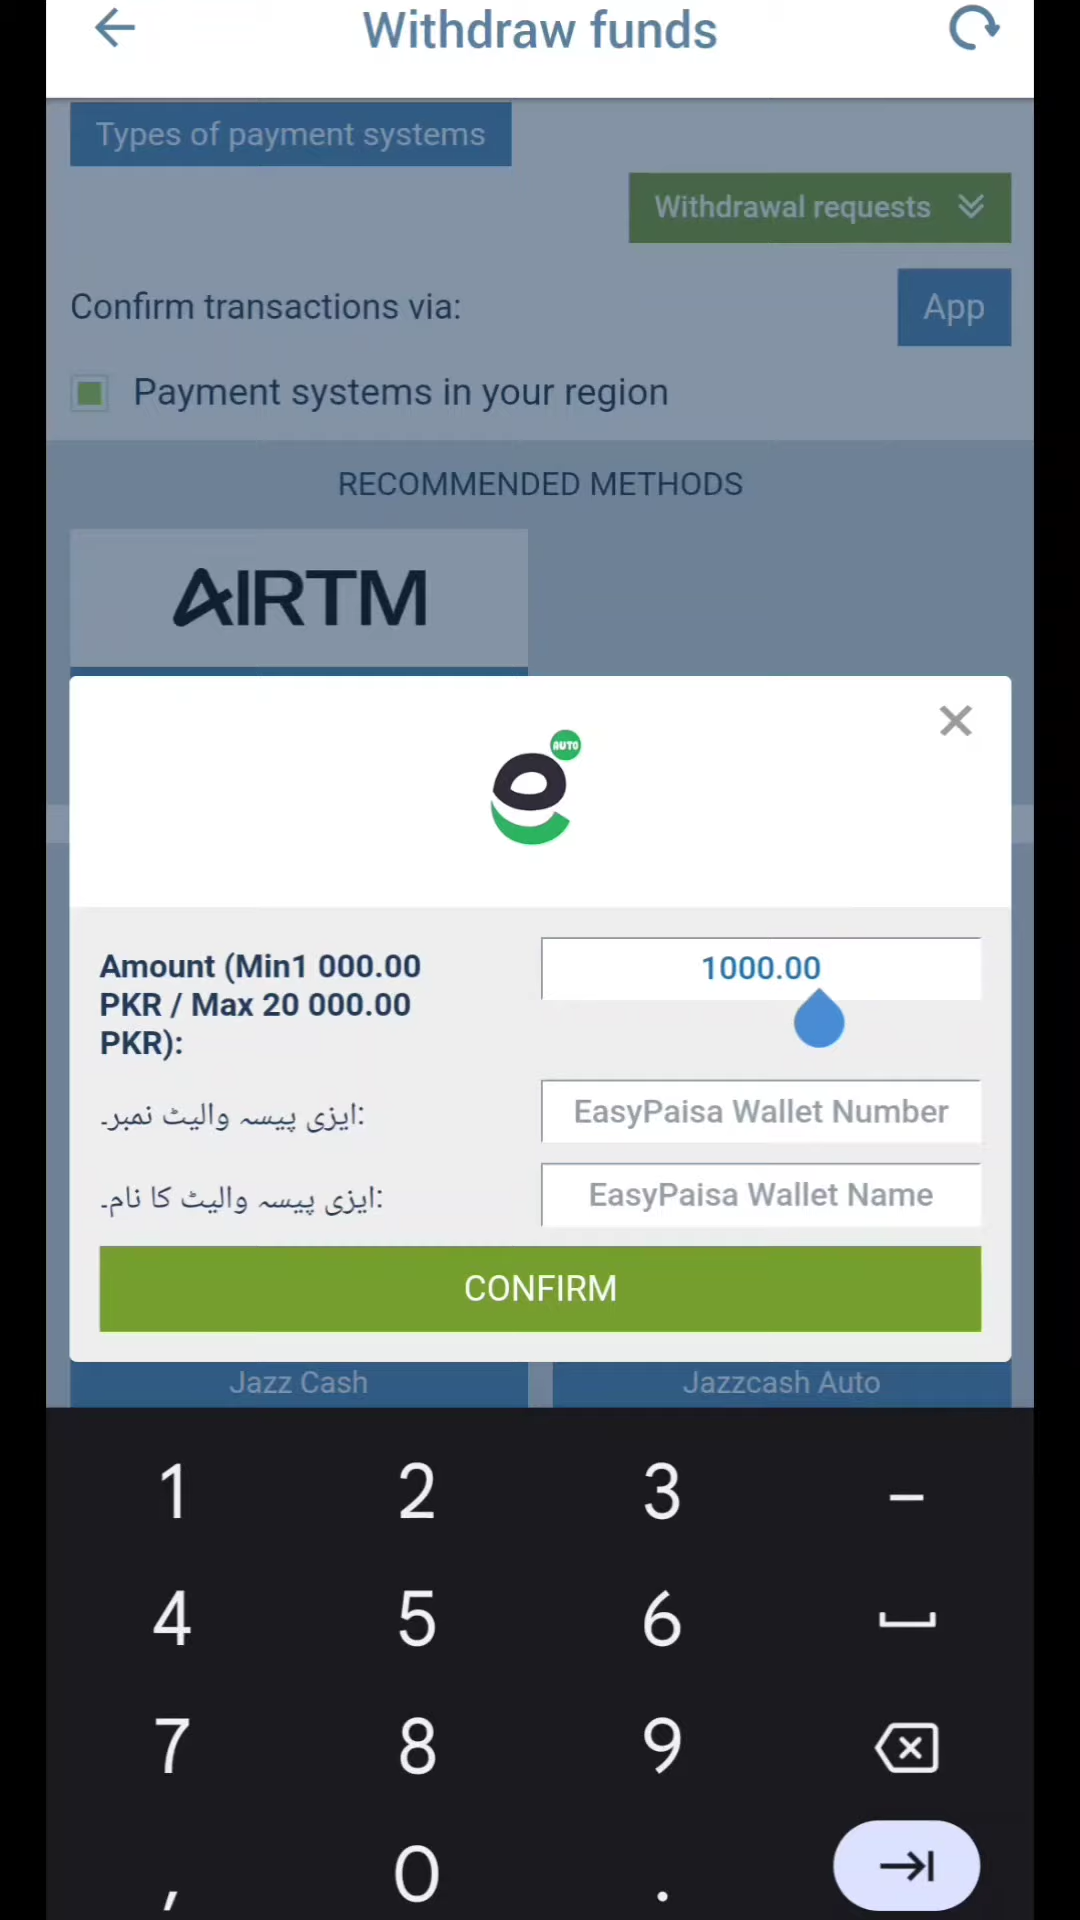 Withdraw funds
Types of payment systems
Withdrawal requests
Confirm transactions via:
App
Payment systems in your region
RECOMMENDED METHODS
AIRTM
AUTO
Amount (Min1 000.00
PKR / Max 20 000.00
PKR):
1000.00
ایزی پیسہ والیٹ نمبر۔:
EasyPaisa Wallet Number
ایزی پیسہ والیٹ کا نام۔:
EasyPaisa Wallet Name
CONFIRM
Jazz Cash
Jazzcash Auto
1 2 3 –
4 5 6
7 8 9
, 0 .